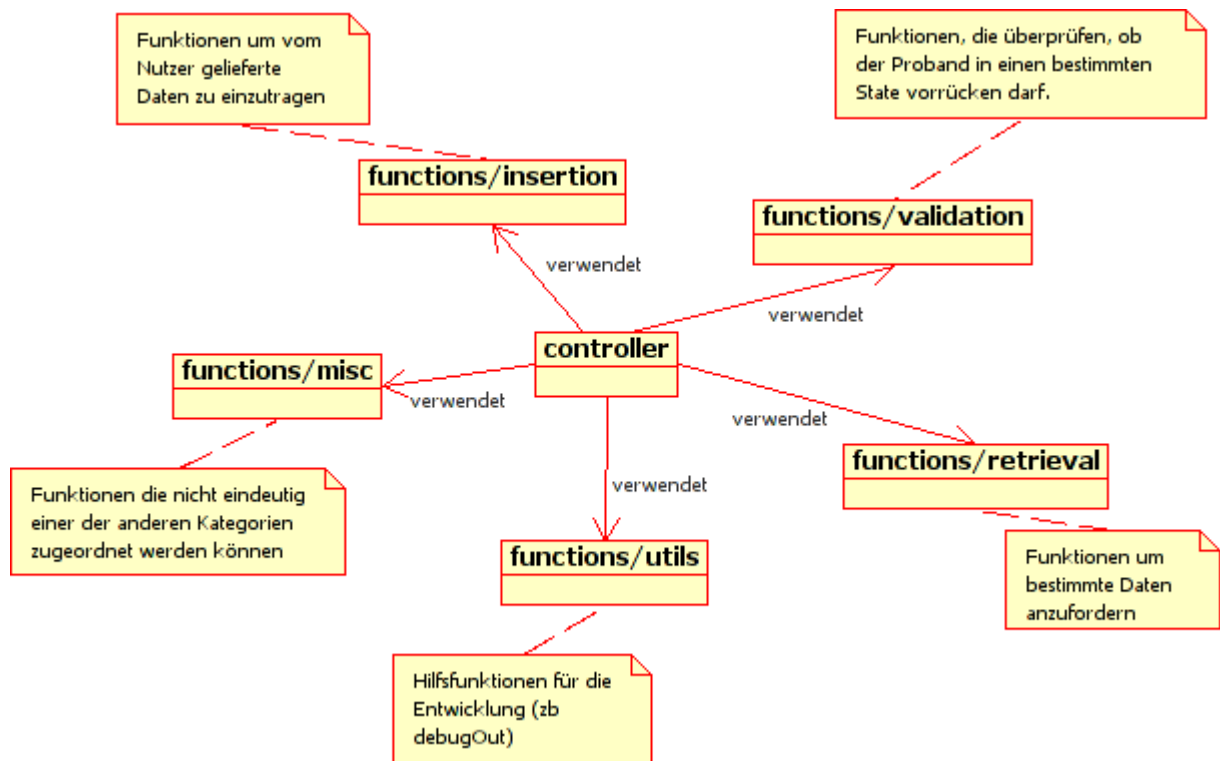 Funktionen um vom
Nutzer gelieferte
Daten zu einzutragen
Funktionen, die überprüfen, ob
der Proband in einen bestimmten
State vorrücken darf.
functions/insertion
functions/validation
verwendet
verwendet
controller
functions/misc
verwendet
verwendet
functions/retrieval
verwendet
Funktionen die nicht eindeutig
einer der anderen Kategorien
zugeordnet werden können
functions/utils
Funktionen um
bestimmte Daten
anzufordern
Hilfsfunktionen für die
Entwicklung (zb
debugOut)